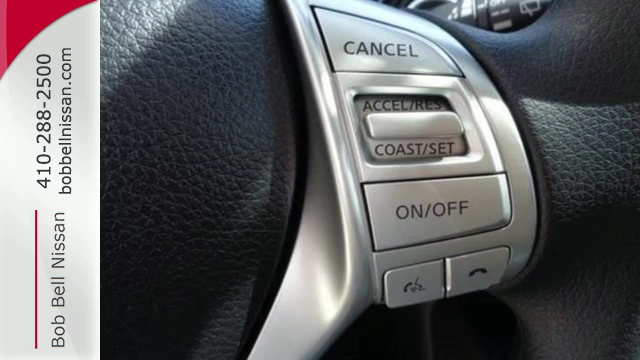 410-288-2500
bobbellnissan.com
Bob Bell Nissan
CANCEL
ACCEL/RES
COAST/SET
ON/OFF